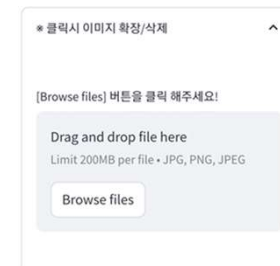 ※ 클릭시 이미지 확장/삭제
[Browse files] 버튼을 클릭 해주세요!
Drag and drop file here
Limit 200MB per file • JPG, PNG, JPEG
Browse files